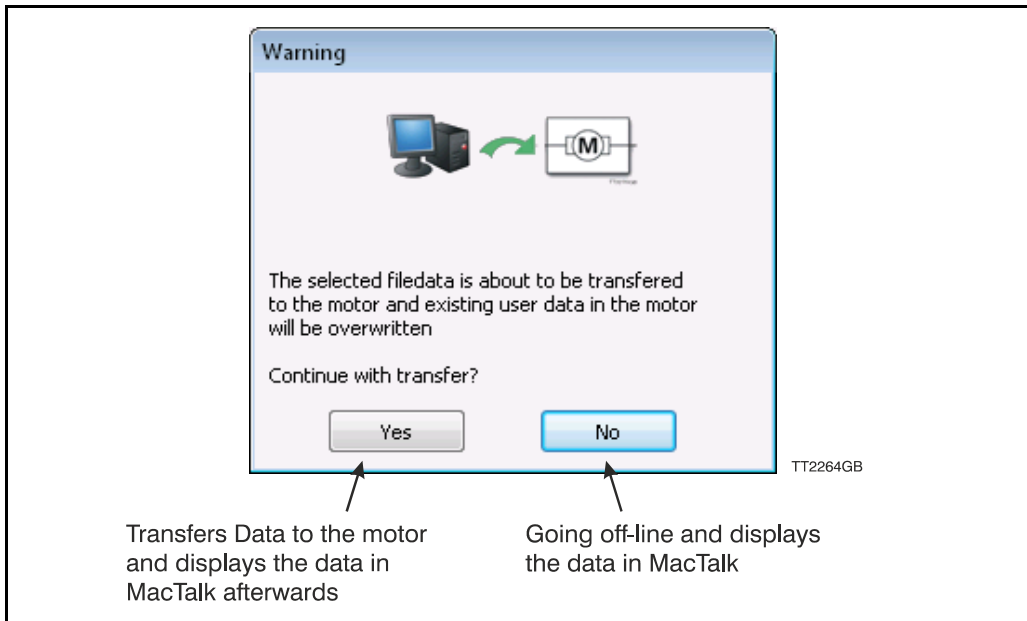 Warning
M
The selected filedata is about to be transfered
to the motor and existing user data in the motor
will be overwritten
Continue with transfer?
Yes
No
TT2264GB
Transfers Data to the motor
and displays the data in
MacTalk afterwards
Going off-line and displays
the data in MacTalk